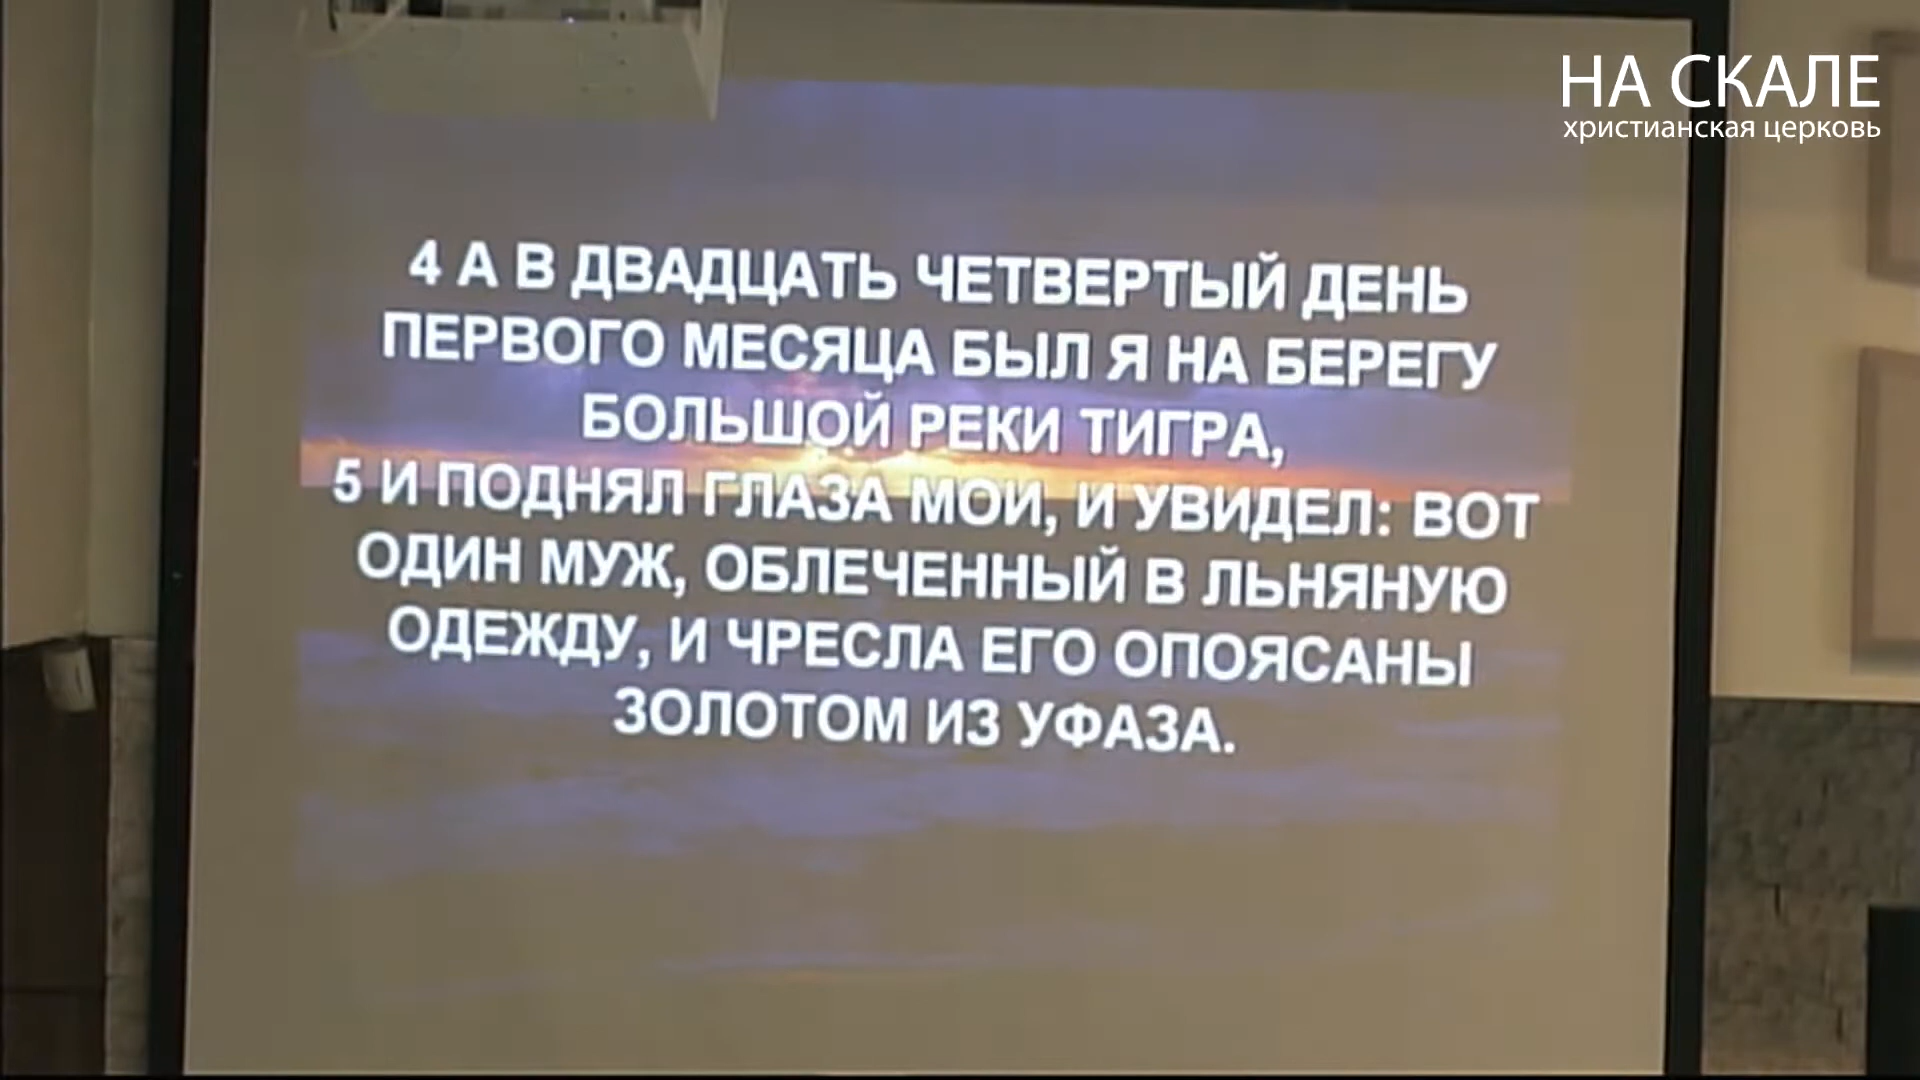 НА СКАЛЕ
христианская церковь
4 А В ДВАДЦАТЬ ЧЕТВЕРТЫЙ ДЕНЬ
ПЕРВОГО МЕСЯЦА БЫЛ Я НА БЕРЕГУ
БОЛЬШОЙ РЕКИ ТИГРА,
5 И ПОДНЯЛ ГЛАЗА МОИ, И УВИДЕЛ: ВОТ
ОДИН МУЖ, ОБЛЕЧЕННЫЙ В ЛЬНЯНУЮ
ОДЕЖДУ, И ЧРЕСЛА ЕГО ОПОЯСАНЫ
ЗОЛОТОМ ИЗ УФАЗА.